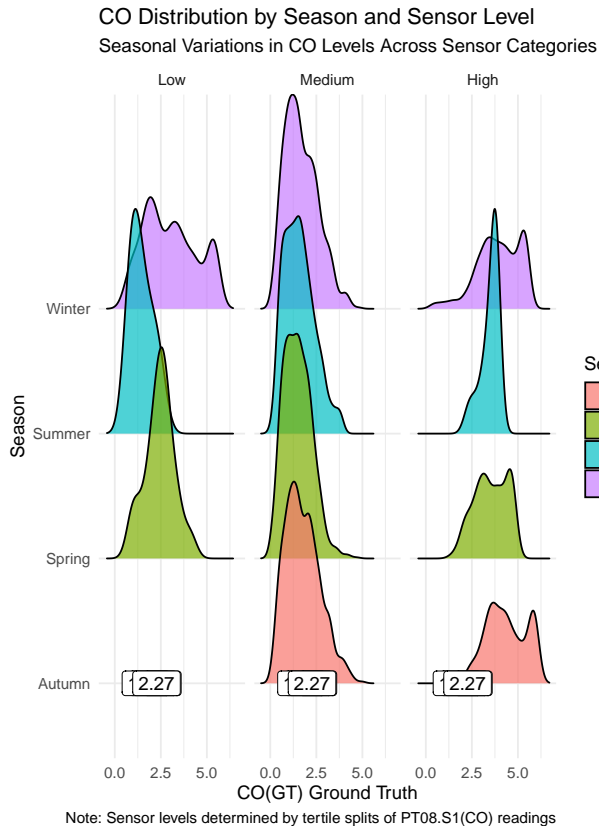 CO Distribution by Season and Sensor Level
Seasonal Variations in CO Levels Across Sensor Categories
Low Medium High
Winter
Summer
Spring
Autumn
Season
2.27 2.27 2.27
0.0 2.5 5.0 0.0 2.5 5.0 0.0 2.5 5.0
CO(GT) Ground Truth
Note: Sensor levels determined by tertile splits of PT08.S1(CO) readings